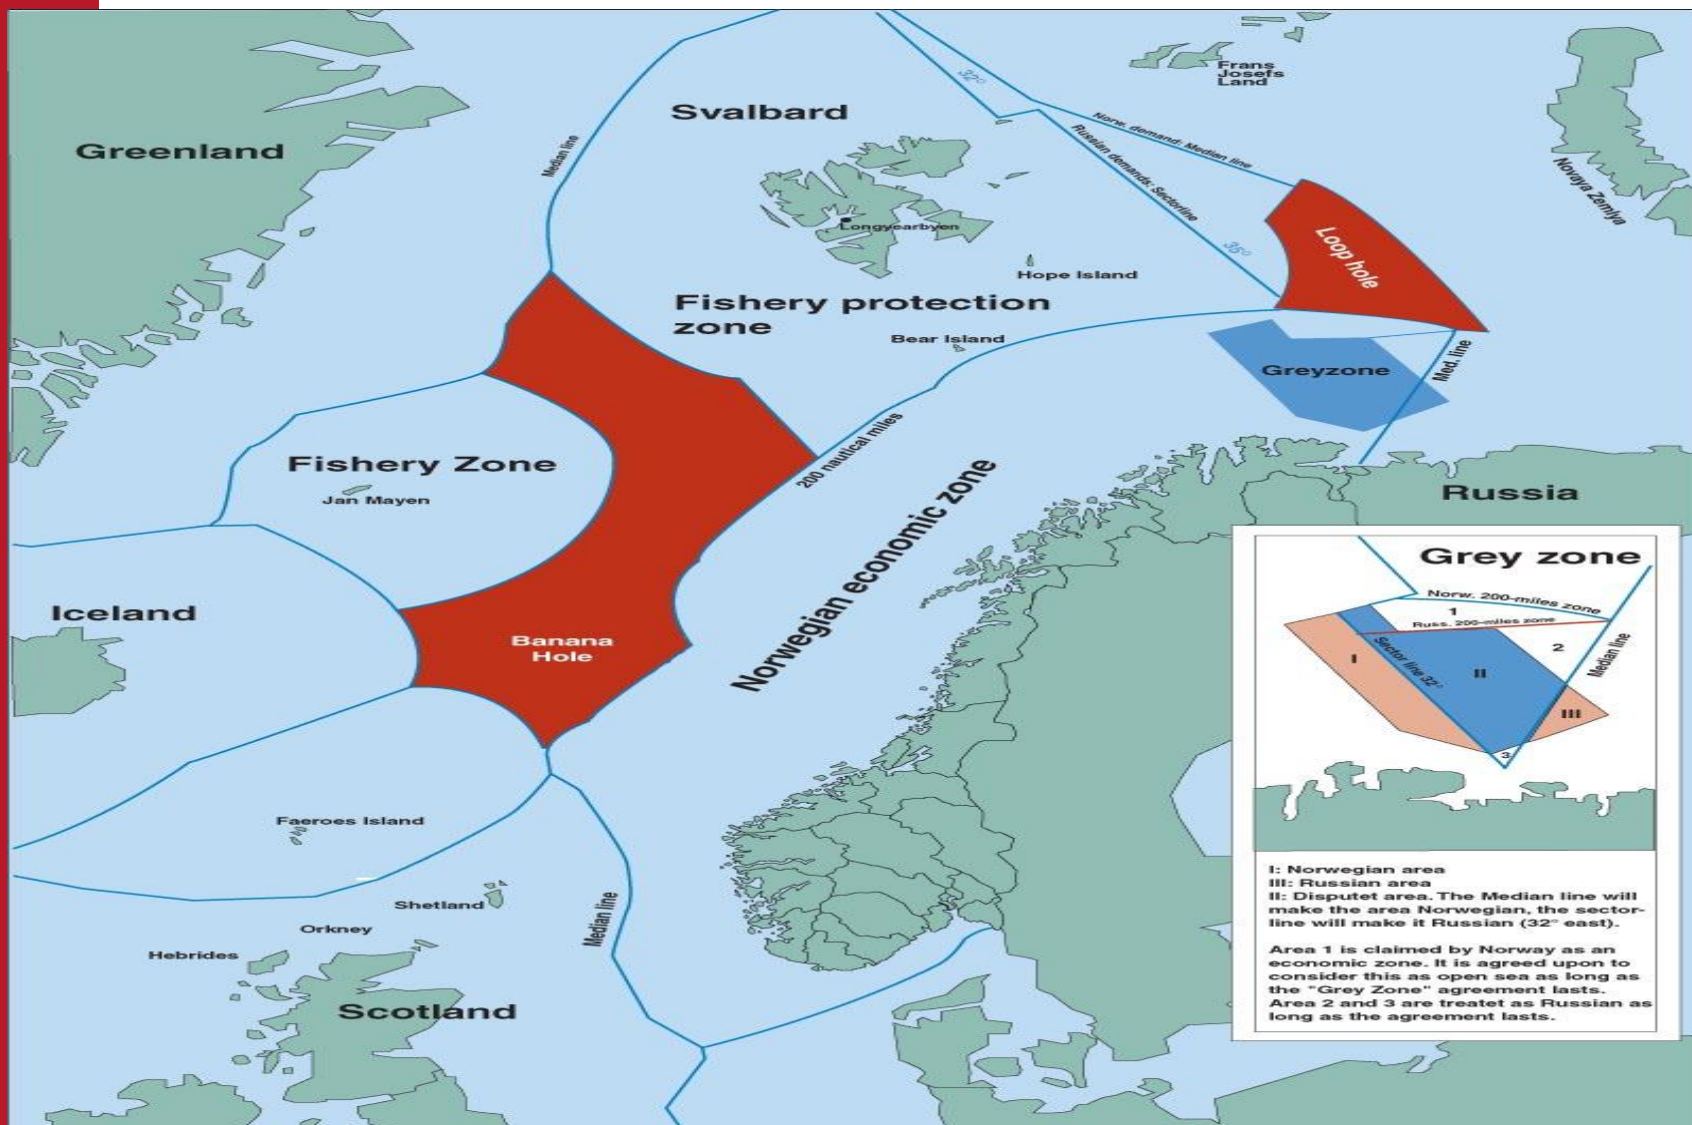 Frans
Josefs
Land
32°
Svalbard
Norw. demand: Median line
Russian demands: Sectorline
Greenland
Median line
Novaya Zemlya
Longyearbyen
Loop hole
35°
Hope Island
Fishery protection
zone
Bear Island
Greyzone
Med. line
200 nautical miles
Fishery Zone
Jan Mayen
Norwegian economic zone
Russia
Iceland
Banana
Hole
Faeroes Island
Shetland
Orkney
Hebrides
Median line
Scotland
Grey zone
Norw. 200-miles zone
1
Russ. 200-miles zone
2
Median line
Sector line 32°
I
II
III
3
I: Norwegian area
III: Russian area
II: Disputet area. The Median line will
make the area Norwegian, the sector-
line will make it Russian (32° east).
Area 1 is claimed by Norway as an
economic zone. It is agreed upon to
consider this as open sea as long as
the "Grey Zone" agreement lasts.
Area 2 and 3 are treatet as Russian as
long as the agreement lasts.